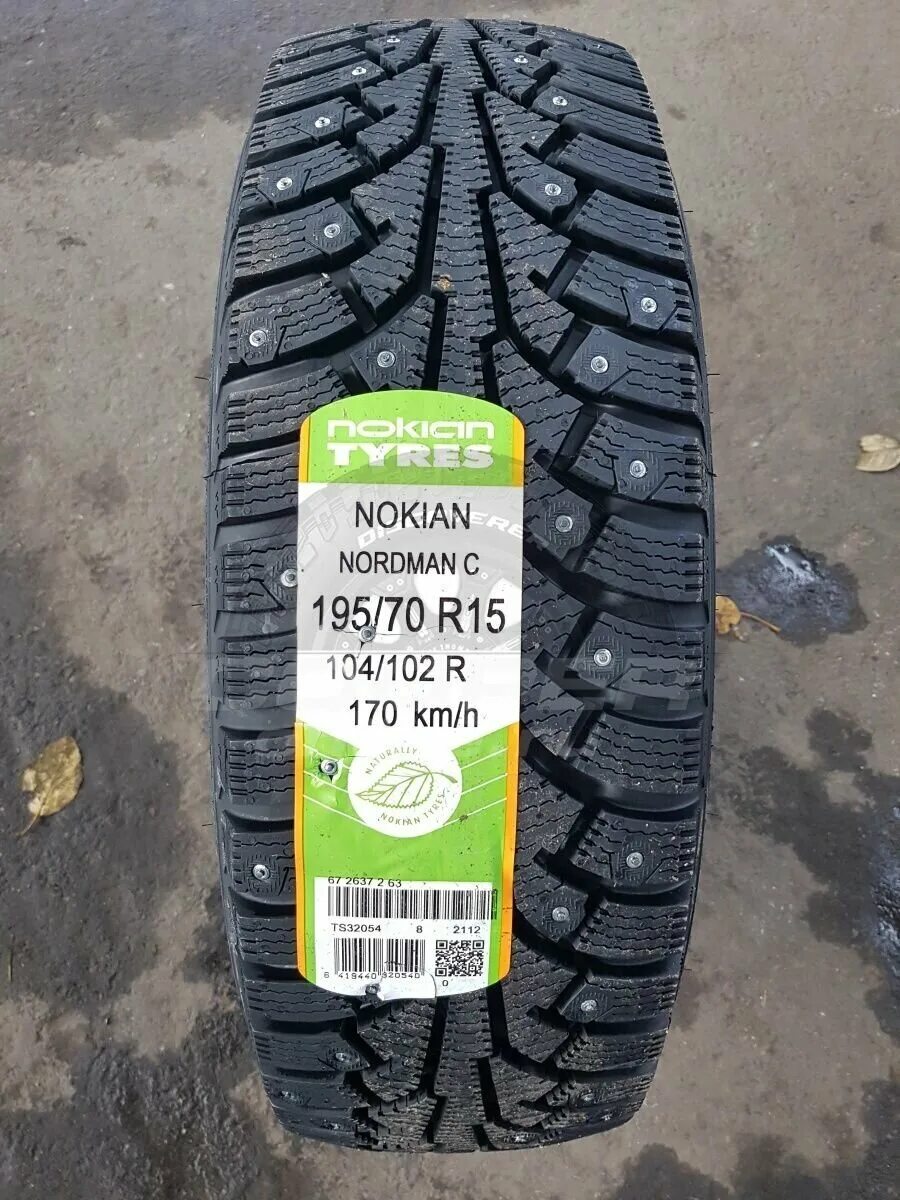 nokian
TYRES
NOKIAN
NORDMAN C
195/70 R15
104/102 R
170 km/h
NATURALLY
NOKIAN TYRES
67 2637 2 63
TS32054 8 2112
6 419440 320540
0